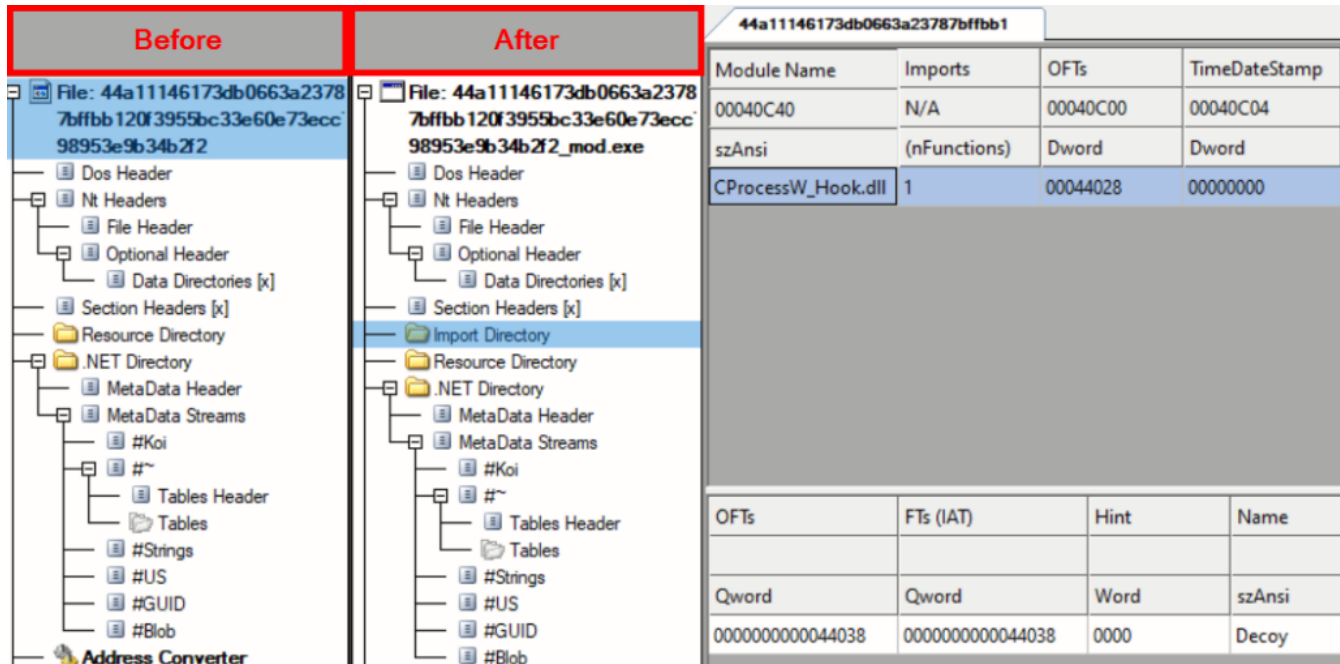 Before
File: 44a11146173db0663a2378
7bffbb120f3955bc33e60e73ecc
98953e9b34b2f2
Dos Header
Nt Headers
File Header
Optional Header
Data Directories [x]
Section Headers [x]
Resource Directory
.NET Directory
MetaData Header
MetaData Streams
#Koi
#~
Tables Header
Tables
#Strings
#US
#GUID
#Blob
Address Converter
After
File: 44a11146173db0663a2378
7bffbb120f3955bc33e60e73ecc
98953e9b34b2f2_mod.exe
Dos Header
Nt Headers
File Header
Optional Header
Data Directories [x]
Section Headers [x]
Import Directory
Resource Directory
.NET Directory
MetaData Header
MetaData Streams
#Koi
#~
Tables Header
Tables
#Strings
#US
#GUID
#Blob
44a11146173db0663a23787bffbb1
Module Name Imports OFTs TimeDateStamp
00040C40 N/A 00040C00 00040C04
szAnsi (nFunctions) Dword Dword
CProcessW_Hook.dll 1 00044028 00000000
OFTs FTs (IAT) Hint Name
Qword Qword Word szAnsi
0000000000044038 0000000000044038 0000 Decoy